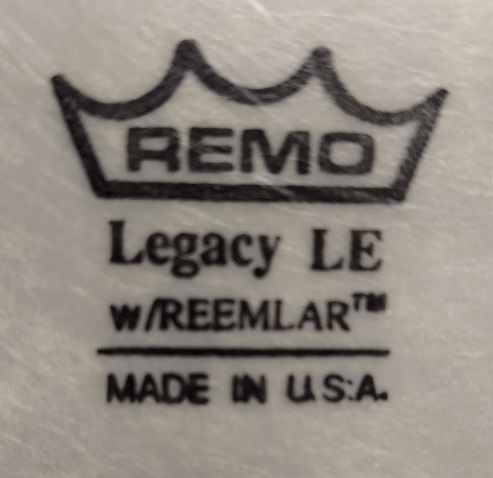 REMO
Legacy LE
w/REEMLAR™
MADE IN U.S.A.